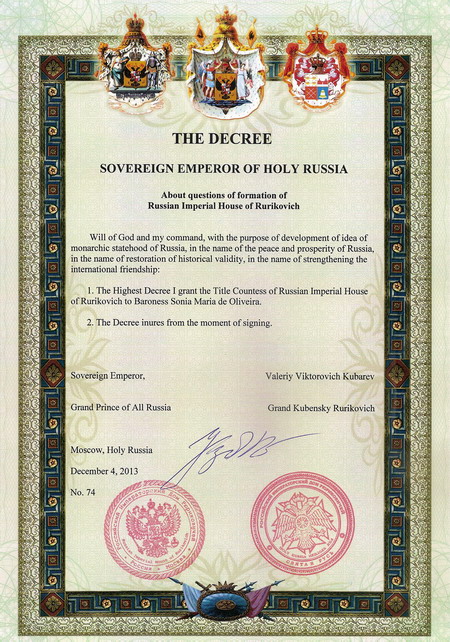 THE DECREE
SOVEREIGN EMPEROR OF HOLY RUSSIA
About questions of formation of
Russian Imperial House of Rurikovich
Will of God and my command, with the purpose of development of idea of
monarchic statehood of Russia, in the name of the peace and prosperity of Russia,
in the name of restoration of historical validity, in the name of strengthening the
international friendship:
1. The Highest Decree I grant the Title Countess of Russian Imperial House
of Rurikovich to Baroness Sonia Maria de Oliveira.
2. The Decree inures from the moment of signing.
Sovereign Emperor,
Valeriy Viktorovich Kubarev
Grand Prince of All Russia
Grand Kubensky Rurikovich
Moscow, Holy Russia
December 4, 2013
No. 74
СВЯТАЯ РУСЬ